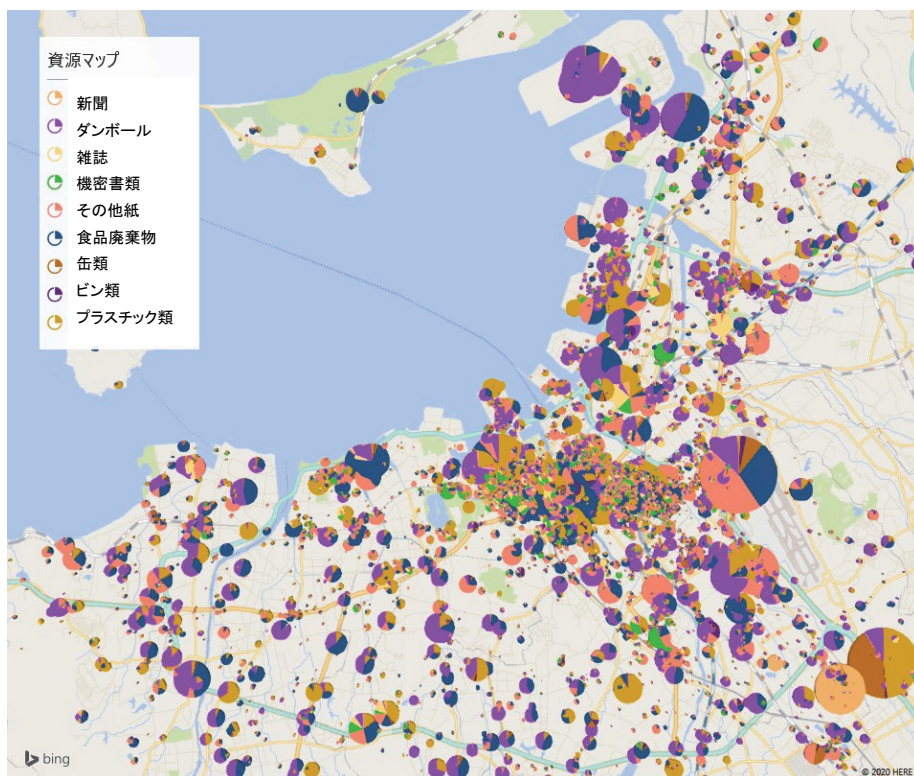 資源マップ
新聞
ダンボール
雑誌
機密書類
その他紙
食品廃棄物
缶類
ビン類
プラスチック類
bing
© 2020 HERE